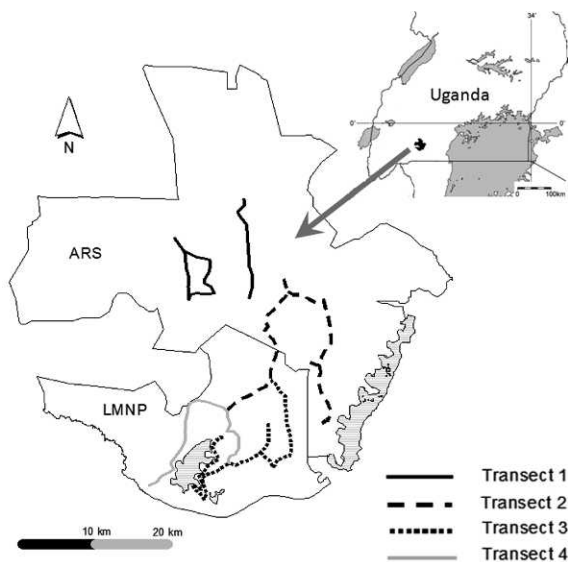 34'
Uganda
0'
0'
0 100km
N
ARS
LMNP
Transect 1
Transect 2
Transect 3
Transect 4
10 km 20 km